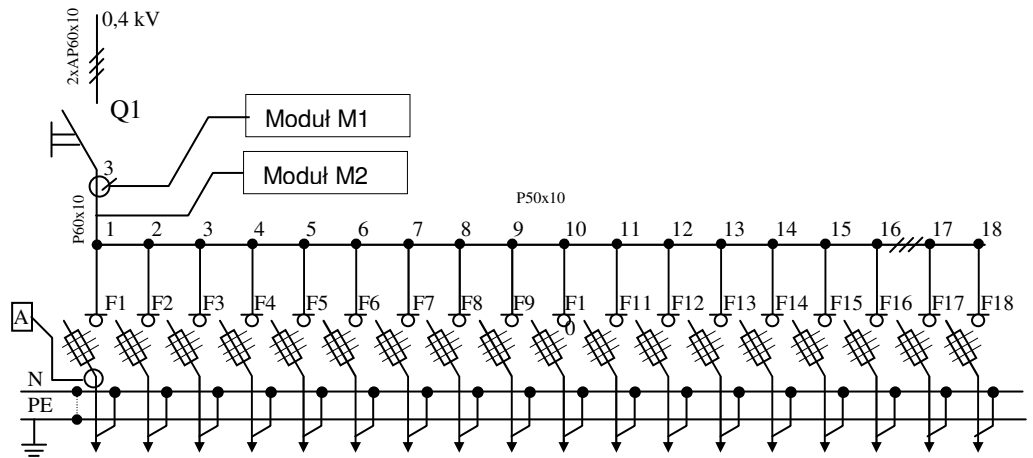 0,4 kV
2xAP60x10
Q1
Moduł M1
3
Moduł M2
P60x10
P50x10
1 2 3 4 5 6 7 8 9 10 11 12 13 14 15 16 17 18
F1 F2 F3 F4 F5 F6 F7 F8 F9 F1 F11 F12 F13 F14 F15 F16 F17 F18
0
A
N
PE